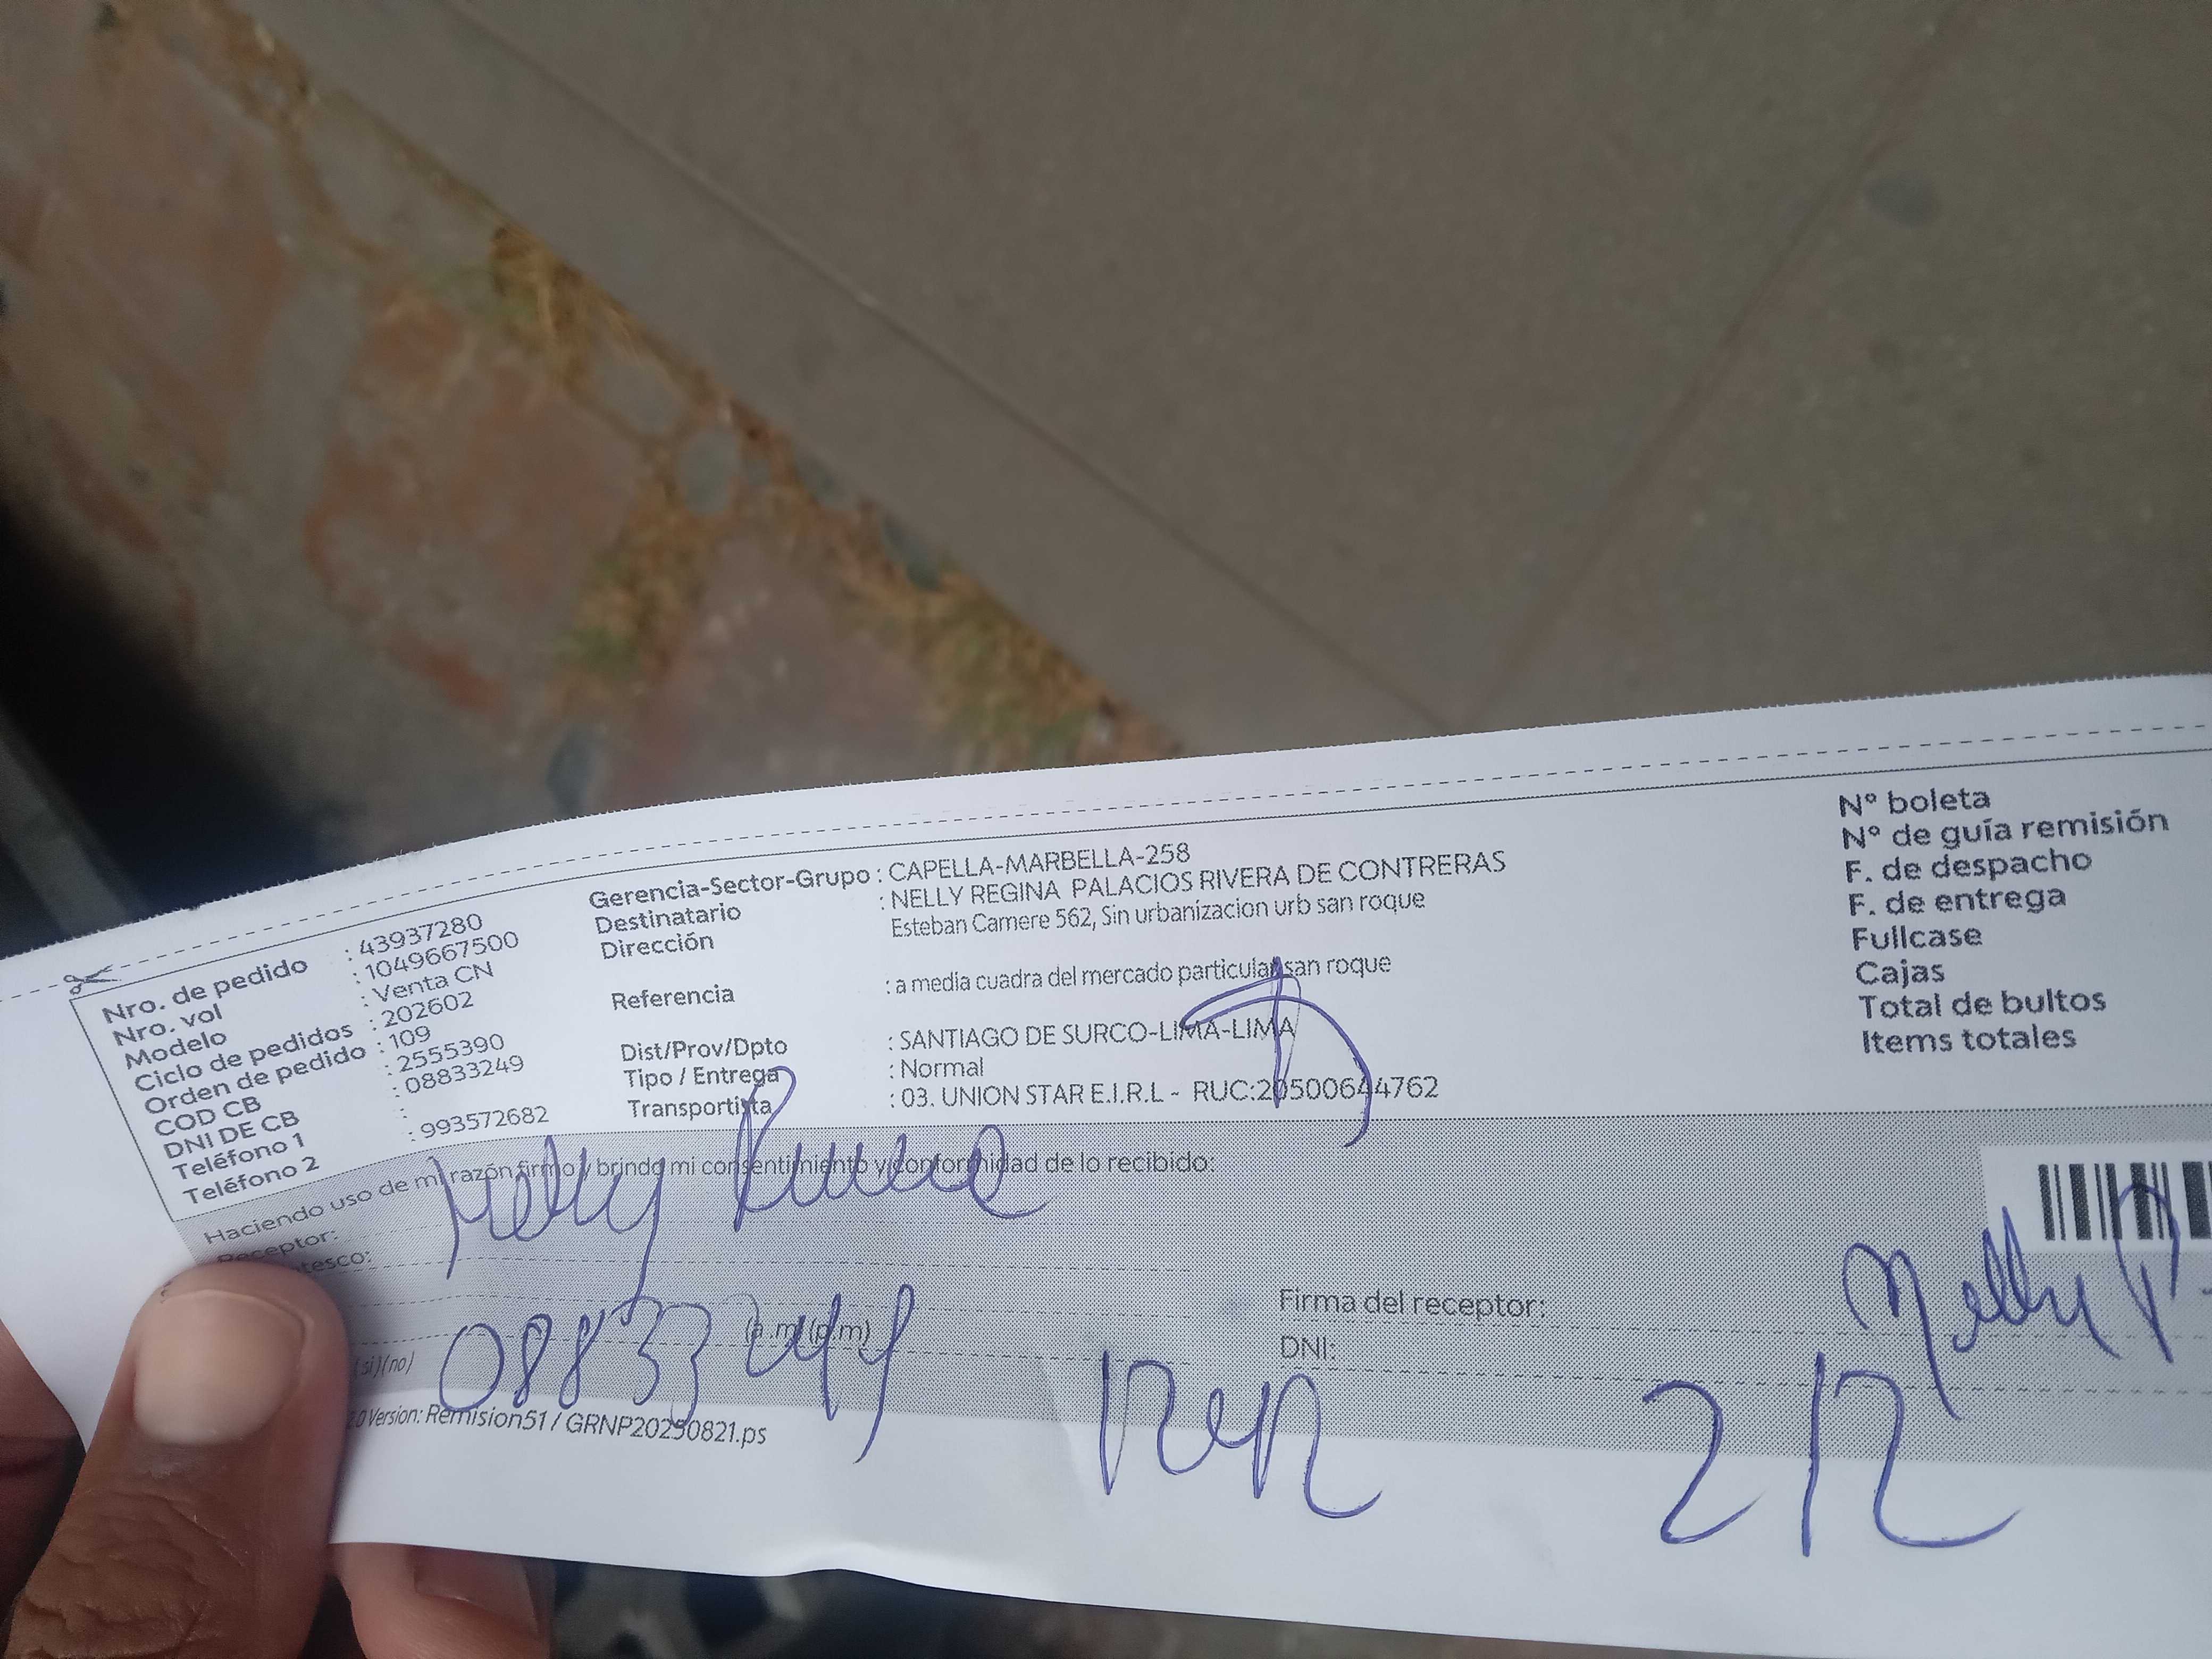 Nro. de pedido : 43937280
Nro. vol : 1049667500
Modelo : Venta CN
Ciclo de pedidos : 202602
Orden de pedido : 109
COD CB : 2555390
DNI DE CB : 08833249
Teléfono 1 :
Teléfono 2 : 993572682
Gerencia-Sector-Grupo : CAPELLA-MARBELLA-258
Destinatario : NELLY REGINA PALACIOS RIVERA DE CONTRERAS
Dirección Esteban Camere 562, Sin urbanizacion urb san roque
Referencia : a media cuadra del mercado particular san roque
Dist/Prov/Dpto : SANTIAGO DE SURCO-LIMA-LIMA
Tipo / Entrega : Normal
Transportista : 03. UNION STAR E.I.R.L - RUC:20500644762
N° boleta
N° de guía remisión
F. de despacho
F. de entrega
Fullcase
Cajas
Total de bultos
Items totales
Haciendo uso de mi razón, firmo y brindo mi consentimiento y conformidad de lo recibido:
Receptor: Nelly
tesco:
Firma del receptor: Nelly P.
(a.m) (p.m)
DNI:
(si)(no)
2.0 Version: Remision51 / GRNP20250821.ps